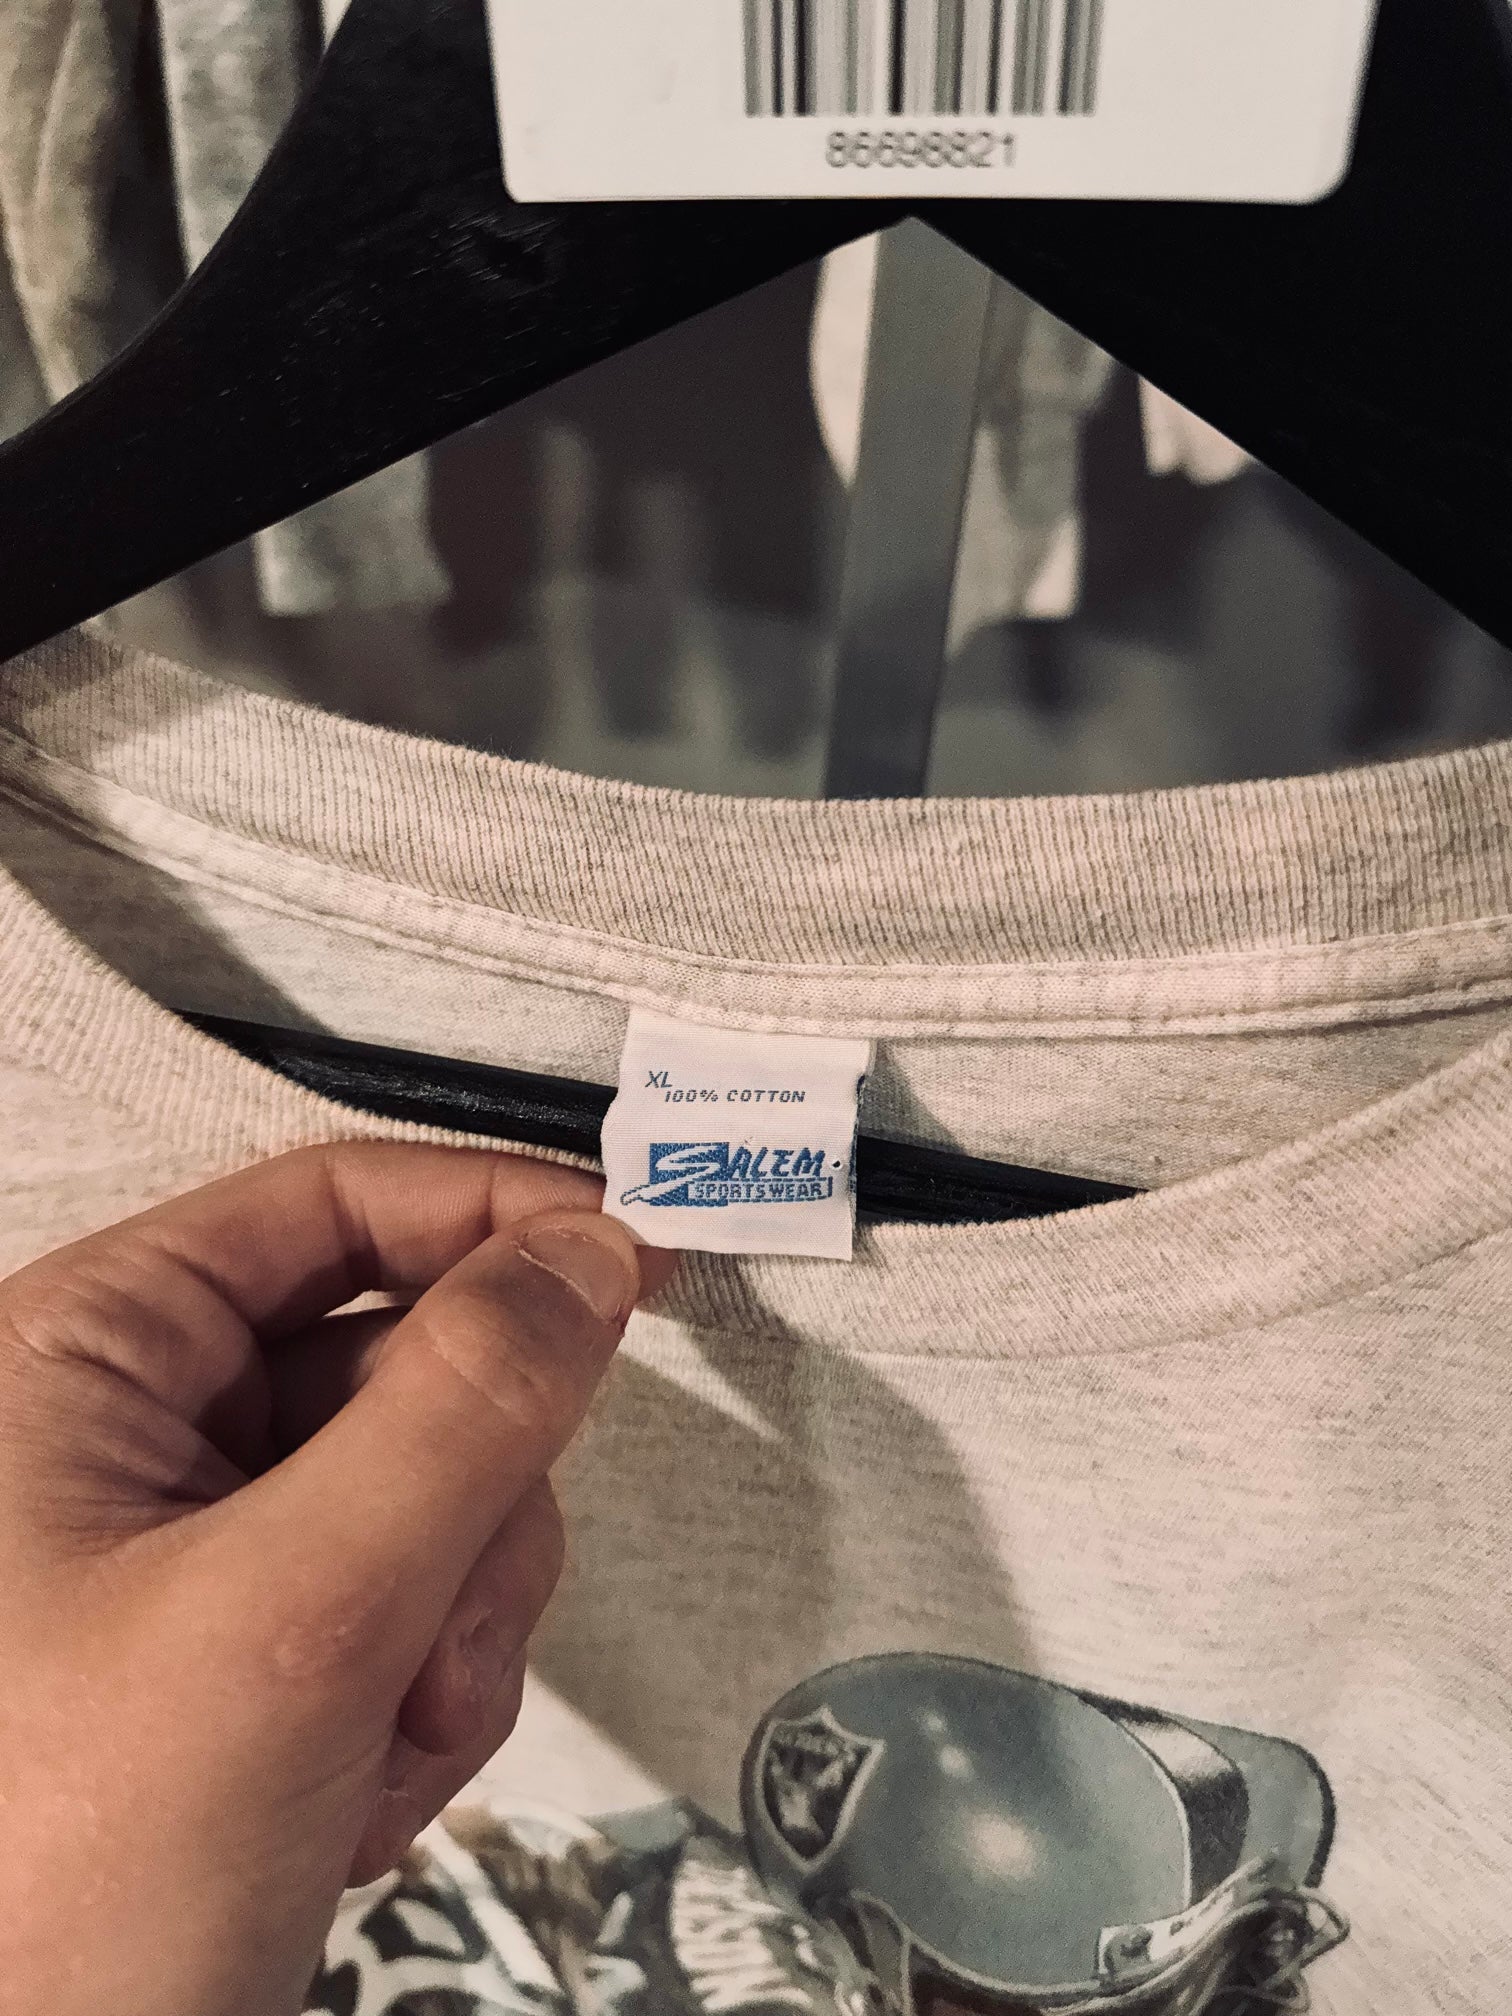 86698821
XL
100% COTTON
SALEM
SPORTSWEAR